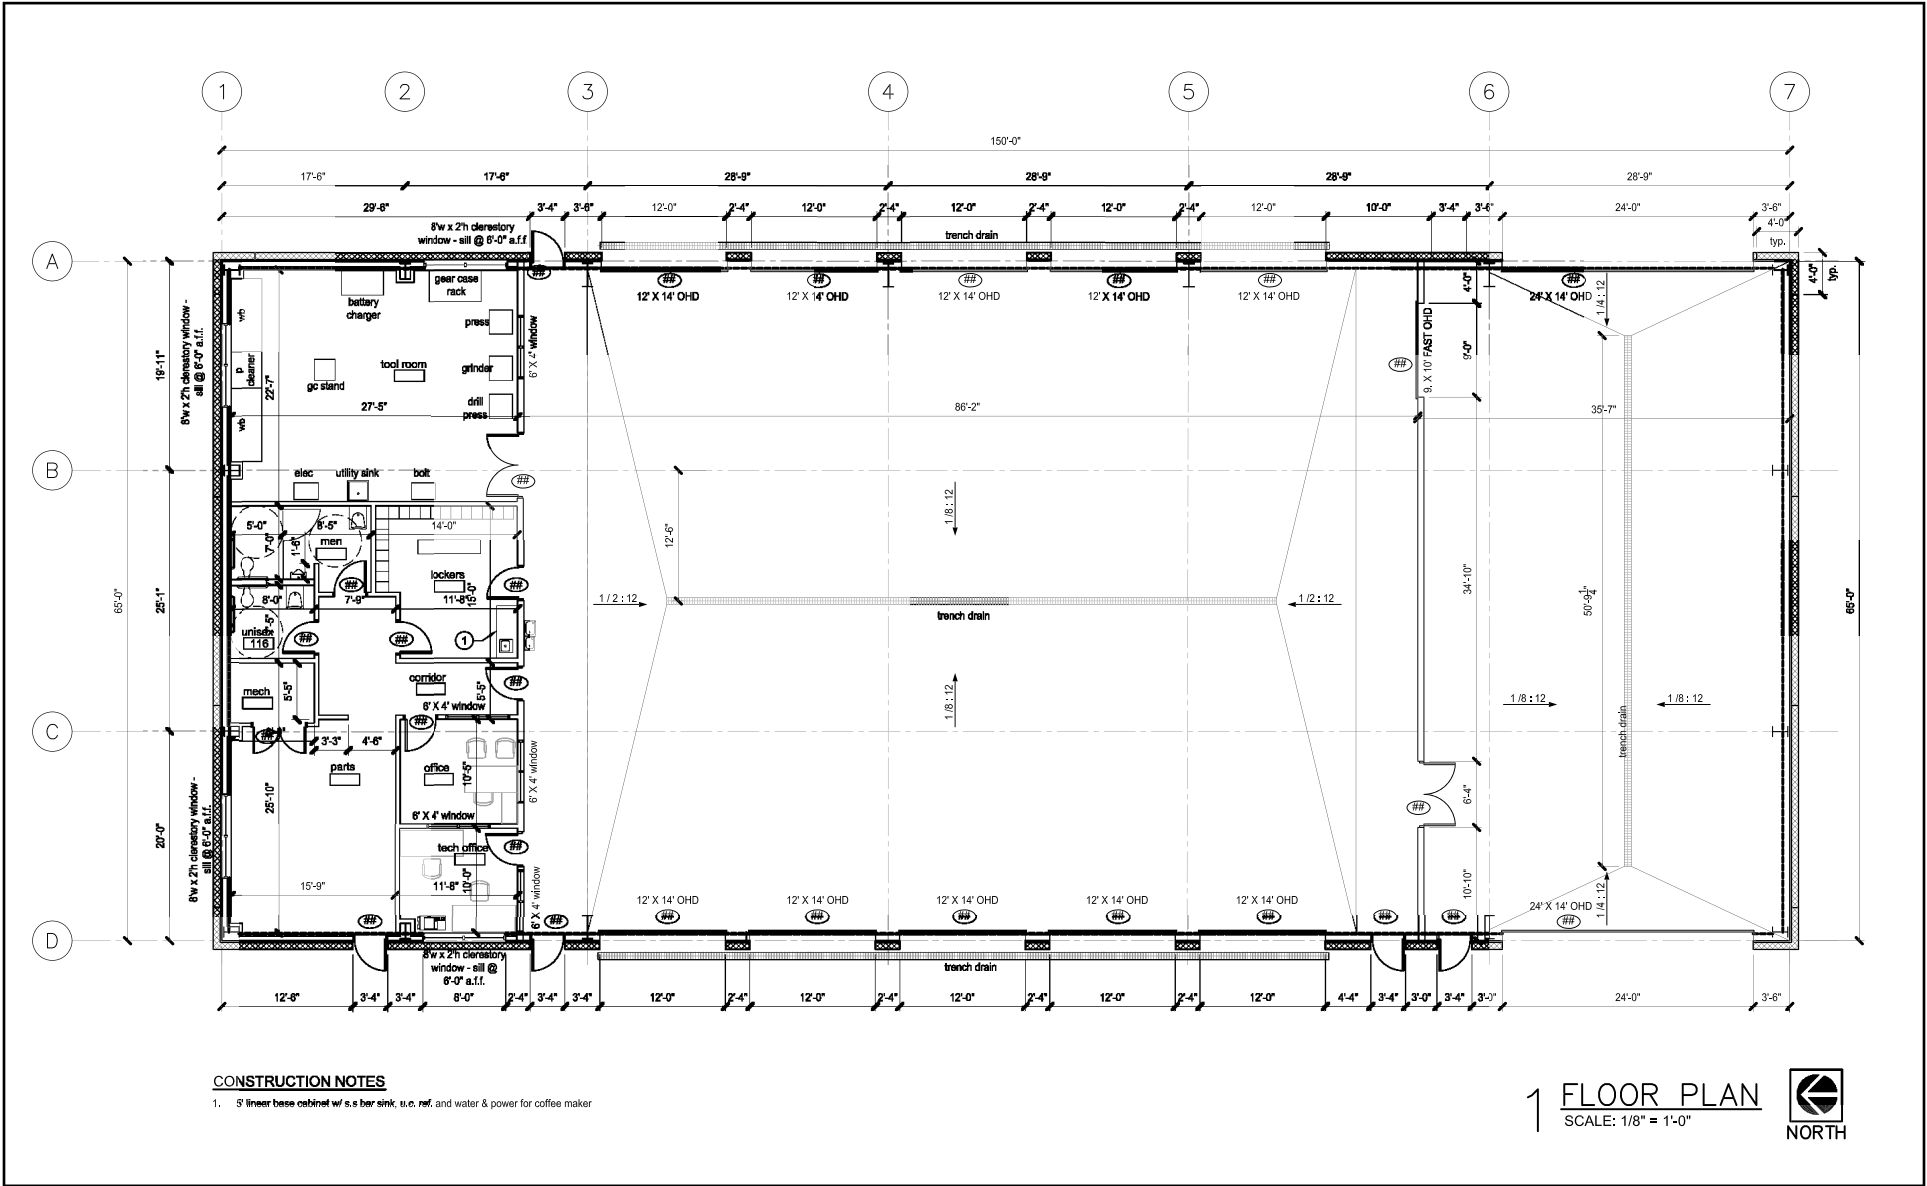 1 2 3 4 5 6 7
150'-0"
17'-6" 17'-6" 28'-9" 28'-9" 28'-9" 28'-9"
29'-6" 3'-4" 3'-6" 12'-0" 2'-4" 12'-0" 2'-4" 12'-0" 2'-4" 12'-0" 2'-4" 12'-0" 10'-0" 3'-4" 3'-6" 24'-0" 3'-6"
4'-0"
typ.
8'w x 2'h clerestory
window - sill @ 6'-0" a.f.f
trench drain
A
## ## ## ## ## ## ##
12' X 14' OHD 12' X 14' OHD 12' X 14' OHD 12' X 14' OHD 12' X 14' OHD 24' X 14' OHD
4'-0"
typ.
4'-0"
1/4 : 12
gear case
rack
battery
charger
wb
press
6' X 4' window
8'w x 2'h clerestory window -
sill @ 6'-0" a.f.f.
19'-11"
p
cleaner
gc stand
tool room
grinder
22'-7"
27'-5"
drill
press
wb
86'-2"
##
9. X 10' FAST OHD
9'-0"
35'-7"
B
elec utility sink bolt
##
12'-6"
1/8 : 12
5'-0" 8'-5" 14'-0"
7'-0"
1'-6"
men
lockers
15'-0"
## ##
8'-0" 7'-9" 11'-8"
65'-0"
25'-1"
1 / 2 : 12
trench drain
1 / 2 : 12
34'-10"
50'-9 1/4"
65'-0"
unisex
116
## ##
1
mech
5'-5"
corridor
5'-5"
##
6' X 4' window
1/8 : 12
1 /8 : 12 1 /8 : 12
trench drain
C
## ##
3'-3" 4'-6"
parts
office
10'-5"
6' X 4' window
6' X 4' window
25'-10"
20'-0"
8'w x 2'h clerestory window -
sill @ 6'-0" a.f.f.
##
6'-4"
tech office
##
15'-9" 11'-8"
10'-0"
6' X 4' window
10'-10"
1/4 : 12
12' X 14' OHD 12' X 14' OHD 12' X 14' OHD 12' X 14' OHD 12' X 14' OHD 24' X 14' OHD
## ## ## ## ## ## ## ## ## ##
D
8'w x 2'h clerestory
window - sill @
6'-0" a.f.f.
trench drain
12'-6" 3'-4" 3'-4" 8'-0" 2'-4" 3'-4" 3'-4" 12'-0" 2'-4" 12'-0" 2'-4" 12'-0" 2'-4" 12'-0" 2'-4" 12'-0" 4'-4" 3'-4" 3'-0" 3'-4" 3'-0" 24'-0" 3'-6"
CONSTRUCTION NOTES
1. 5' linear base cabinet w/ s.s bar sink, u.c. ref. and water & power for coffee maker
1 FLOOR PLAN
SCALE: 1/8" = 1'-0"
NORTH